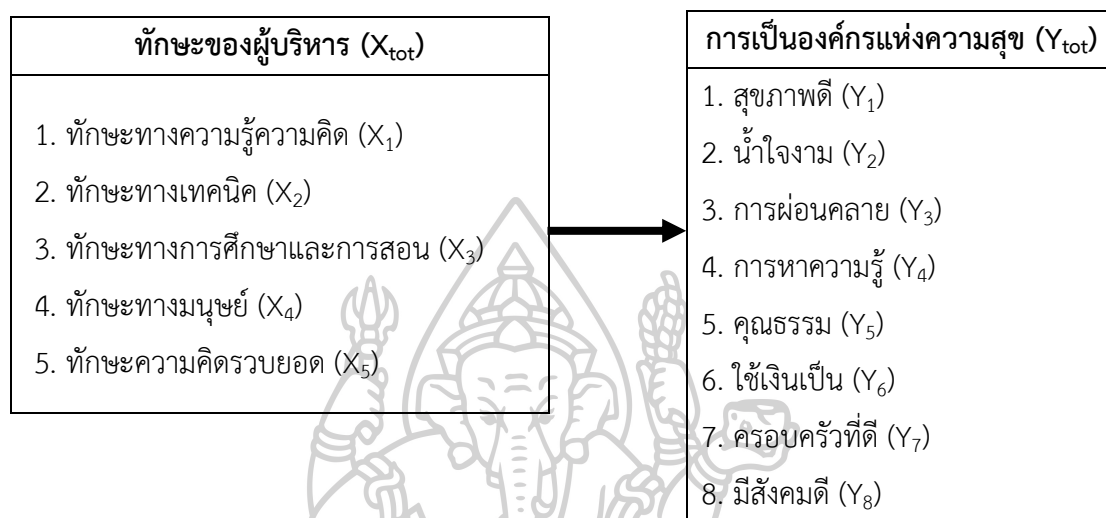 ทักษะของผู้บริหาร (Xtot)
1. ทักษะทางความรู้ความคิด (X1)
2. ทักษะทางเทคนิค (X2)
3. ทักษะทางการศึกษาและการสอน (X3)
4. ทักษะทางมนุษย์ (X4)
5. ทักษะความคิดรวบยอด (X5)
การเป็นองค์กรแห่งความสุข (Ytot)
1. สุขภาพดี (Y1)
2. น้ำใจงาม (Y2)
3. การผ่อนคลาย (Y3)
4. การหาความรู้ (Y4)
5. คุณธรรม (Y5)
6. ใช้เงินเป็น (Y6)
7. ครอบครัวที่ดี (Y7)
8. มีสังคมดี (Y8)